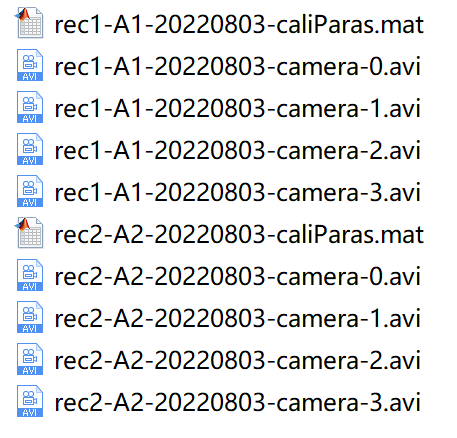 rec1-A1-20220803-caliParas.mat
AVI rec1-A1-20220803-camera-0.avi
AVI rec1-A1-20220803-camera-1.avi
AVI rec1-A1-20220803-camera-2.avi
AVI rec1-A1-20220803-camera-3.avi
rec2-A2-20220803-caliParas.mat
AVI rec2-A2-20220803-camera-0.avi
AVI rec2-A2-20220803-camera-1.avi
AVI rec2-A2-20220803-camera-2.avi
AVI rec2-A2-20220803-camera-3.avi